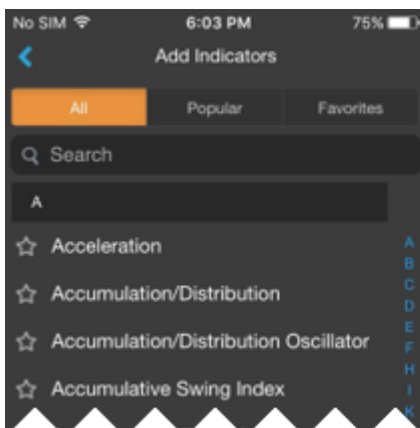 No SIM 6:03 PM 75%
Add Indicators
All Popular Favorites
Search
A
Acceleration
Accumulation/Distribution
Accumulation/Distribution Oscillator
Accumulative Swing Index
A
B
C
D
E
F
H
I
K